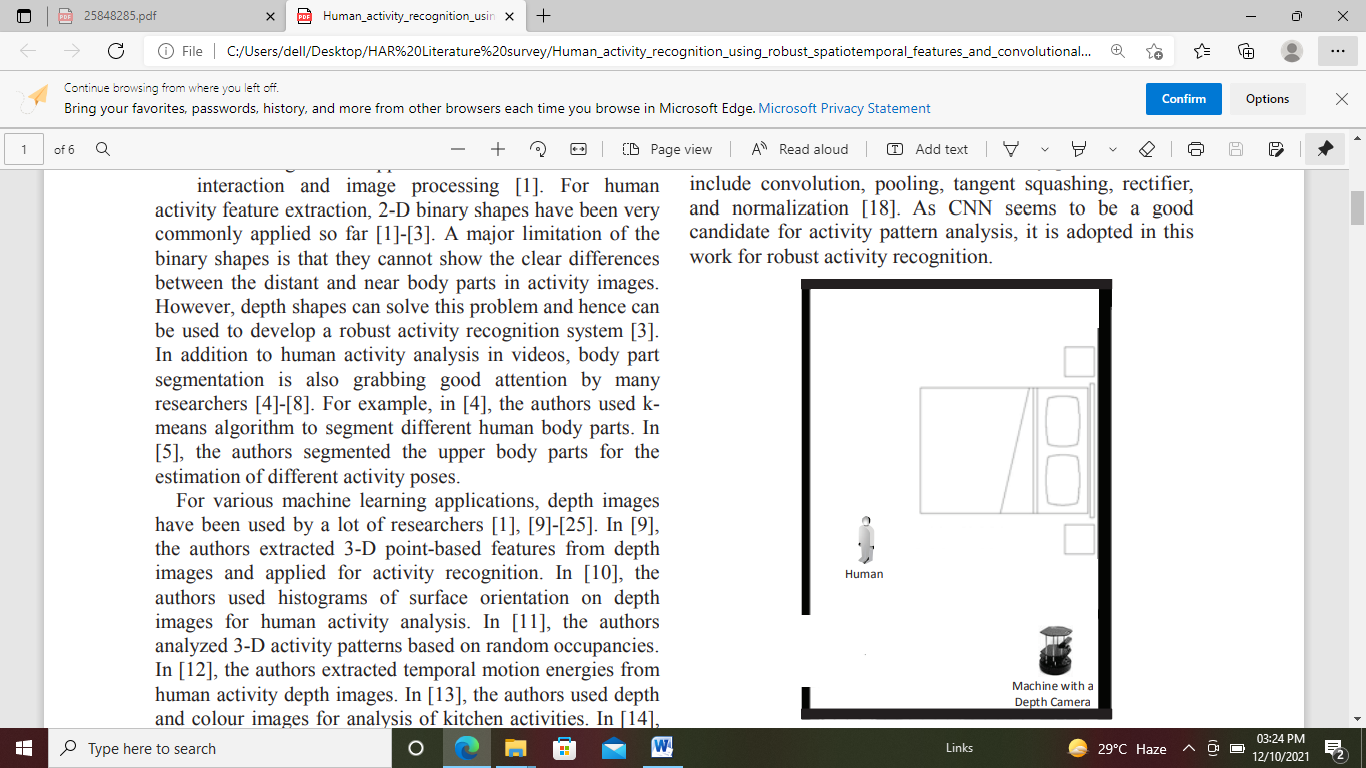 25848285.pdf
Human_activity_recognition_usin
File
C:/Users/dell/Desktop/HAR%20Literature%20survey/Human_activity_recognition_using_robust_spatiotemporal_features_and_convolutional...
Continue browsing from where you left off.
Bring your favorites, passwords, history, and more from other browsers each time you browse in Microsoft Edge. Microsoft Privacy Statement
Confirm
Options
1 of 6
Page view
Read aloud
Add text
interaction and image processing [1]. For human
activity feature extraction, 2-D binary shapes have been very
commonly applied so far [1]-[3]. A major limitation of the
binary shapes is that they cannot show the clear differences
between the distant and near body parts in activity images.
However, depth shapes can solve this problem and hence can
be used to develop a robust activity recognition system [3].
In addition to human activity analysis in videos, body part
segmentation is also grabbing good attention by many
researchers [4]-[8]. For example, in [4], the authors used k-
means algorithm to segment different human body parts. In
[5], the authors segmented the upper body parts for the
estimation of different activity poses.
For various machine learning applications, depth images
have been used by a lot of researchers [1], [9]-[25]. In [9],
the authors extracted 3-D point-based features from depth
images and applied for activity recognition. In [10], the
authors used histograms of surface orientation on depth
images for human activity analysis. In [11], the authors
analyzed 3-D activity patterns based on random occupancies.
In [12], the authors extracted temporal motion energies from
human activity depth images. In [13], the authors used depth
and colour images for analysis of kitchen activities. In [14],
include convolution, pooling, tangent squashing, rectifier,
and normalization [18]. As CNN seems to be a good
candidate for activity pattern analysis, it is adopted in this
work for robust activity recognition.
Human
Machine with a
Depth Camera
Type here to search
Links
29°C Haze
03:24 PM
12/10/2021
2